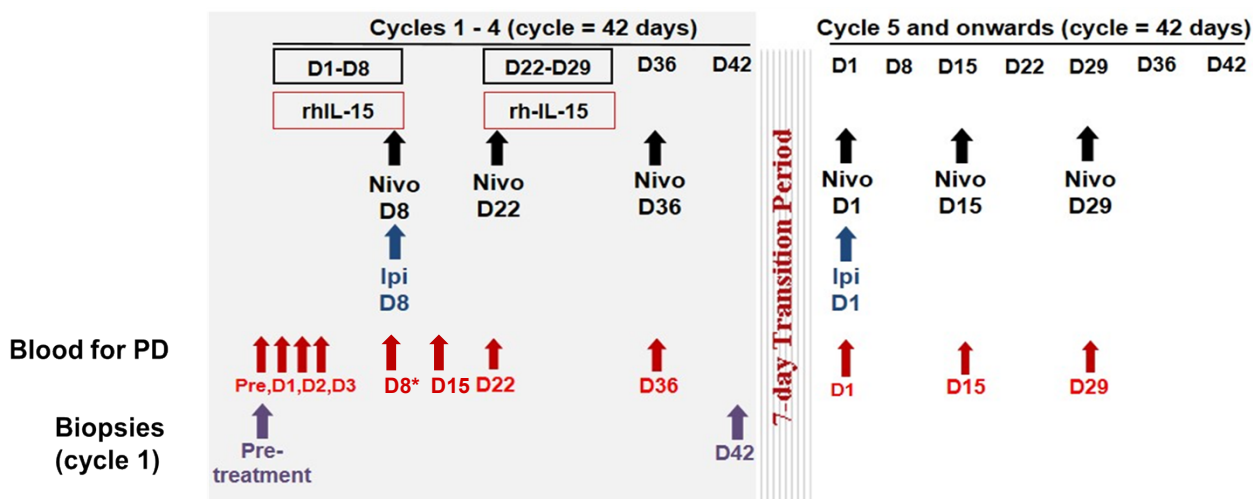 Cycles 1 - 4 (cycle = 42 days)
D1-D8
D22-D29
D36
D42
rhIL-15
rh-IL-15
Nivo
D8
Nivo
D22
Nivo
D36
Ipi
D8
7-day Transition Period
Cycle 5 and onwards (cycle = 42 days)
D1 D8 D15 D22 D29 D36 D42
Nivo
D1
Nivo
D15
Nivo
D29
Ipi
D1
Blood for PD
Pre,D1,D2,D3
D8*
D15
D22
D36
D1
D15
D29
Biopsies
(cycle 1)
Pre-
treatment
D42